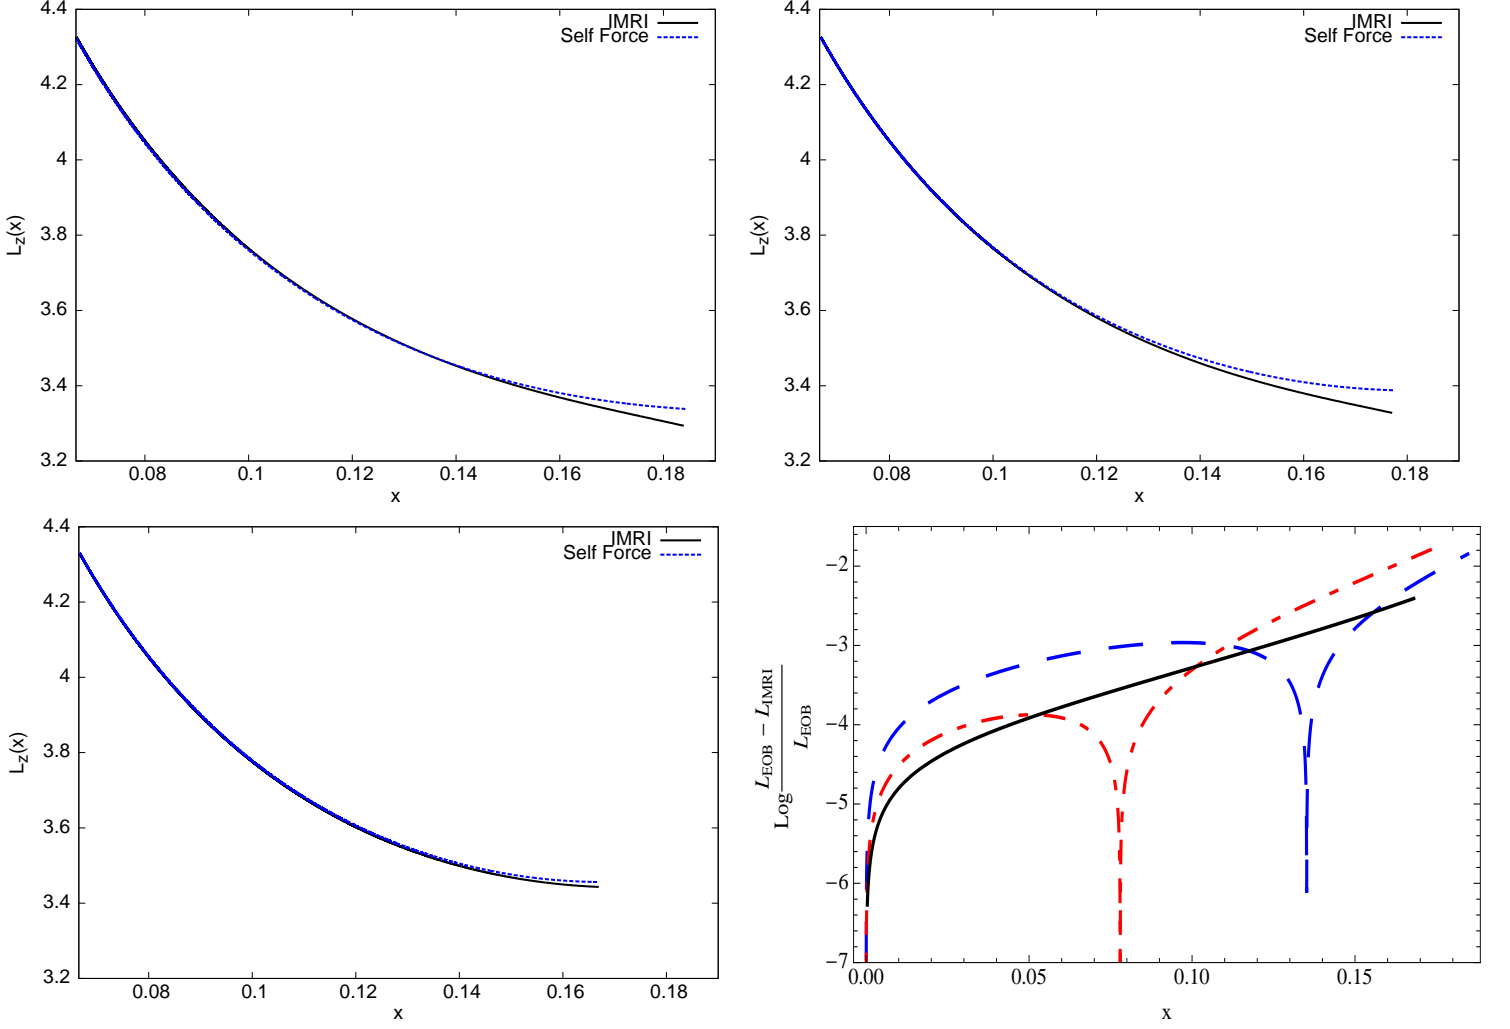 4.4
4.2
4
3.8
3.6
3.4
3.2
0.08 0.1 0.12 0.14 0.16 0.18
L_z(x)
x
IMRI
Self Force
4.4
4.2
4
3.8
3.6
3.4
3.2
0.08 0.1 0.12 0.14 0.16 0.18
L_z(x)
x
IMRI
Self Force
4.4
4.2
4
3.8
3.6
3.4
3.2
0.08 0.1 0.12 0.14 0.16 0.18
L_z(x)
x
IMRI
Self Force
−2
−3
−4
−5
−6
−7
0.00 0.05 0.10 0.15
Log
L_EOB − L_IMRI
L_EOB
x